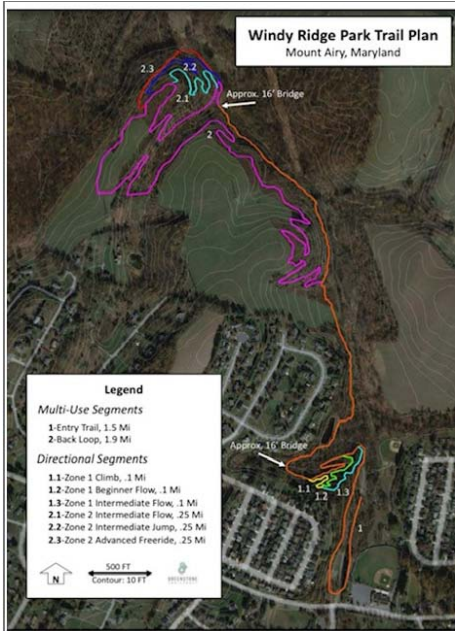 Windy Ridge Park Trail Plan
Mount Airy, Maryland
2.3
2.2
2.1
Approx. 16' Bridge
2
Legend
Multi-Use Segments
1-Entry Trail, 1.5 Mi
2-Back Loop, 1.9 Mi
Directional Segments
1.1-Zone 1 Climb, .1 Mi
1.2-Zone 1 Beginner Flow, .1 Mi
1.3-Zone 1 Intermediate Flow, .1 Mi
2.1-Zone 2 Intermediate Flow, .25 Mi
2.2-Zone 2 Intermediate Jump, .25 Mi
2.3-Zone 2 Advanced Freeride, .25 Mi
N
500 FT
Contour: 10 FT
GREENSTONE
Approx. 16' Bridge
1.1
1.2
1.3
1